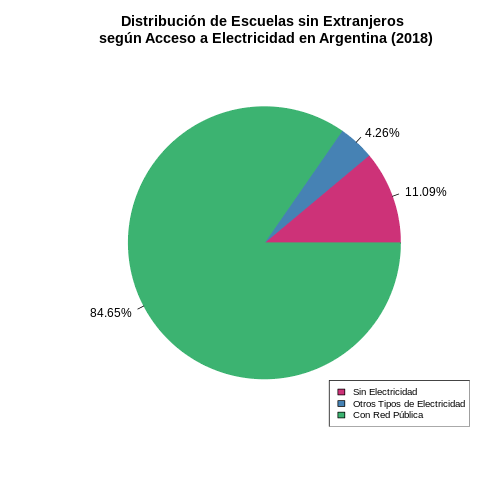 Distribución de Escuelas sin Extranjeros
según Acceso a Electricidad en Argentina (2018)
4.26%
11.09%
84.65%
Sin Electricidad
Otros Tipos de Electricidad
Con Red Pública